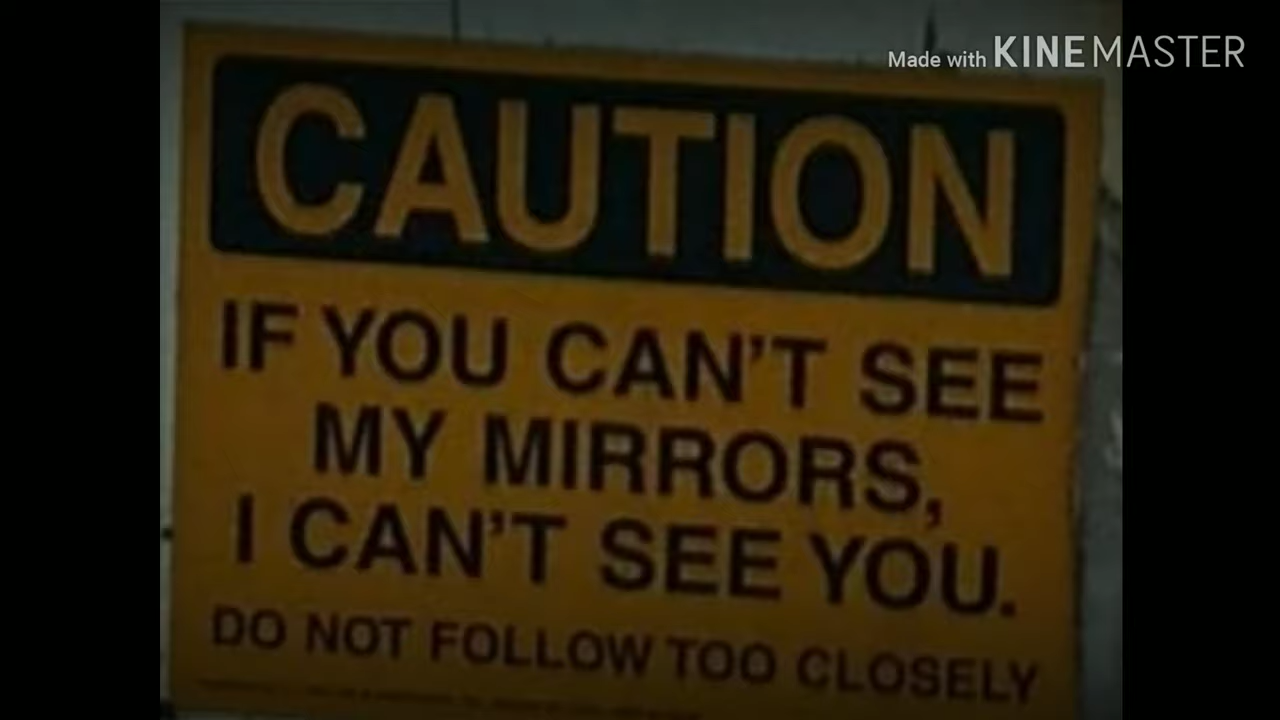 Made with KINEMASTER
CAUTION
IF YOU CAN'T SEE
MY MIRRORS,
I CAN'T SEE YOU.
DO NOT FOLLOW TOO CLOSELY